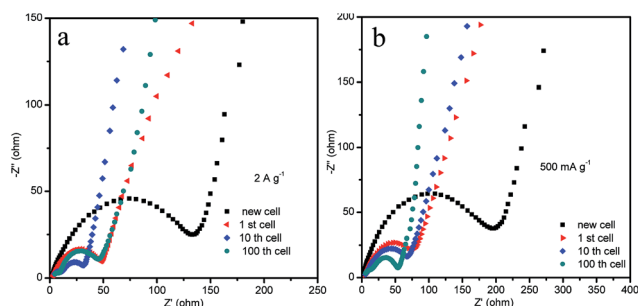 a
150
100
50
0
-Z'' (ohm)
2 A g⁻¹
new cell
1 st cell
10 th cell
100 th cell
0 50 100 150 200 250
Z' (ohm)
b
200
150
100
50
0
-Z'' (ohm)
500 mA g⁻¹
new cell
1 st cell
10 th cell
100 th cell
0 50 100 150 200 250 300 350 400
Z' (ohm)